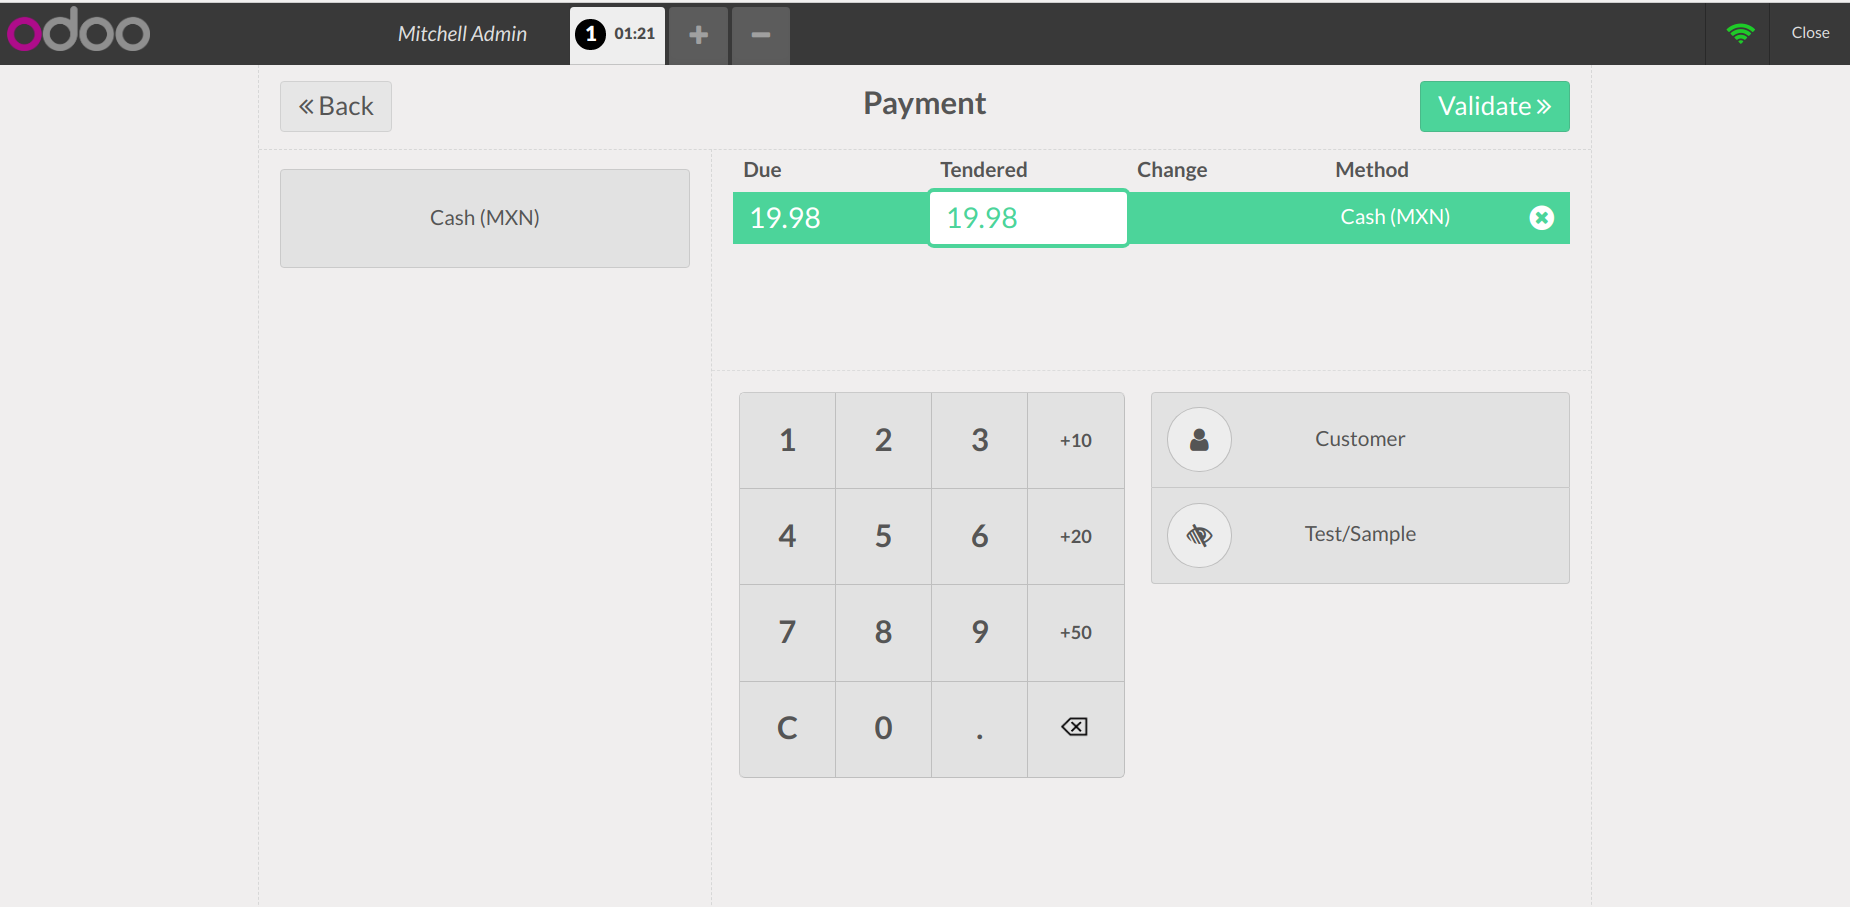 odoo
Mitchell Admin
1 01:21
Close
Back
Payment
Validate
Cash (MXN)
Due Tendered Change Method
19.98 19.98 Cash (MXN)
1 2 3 +10
4 5 6 +20
7 8 9 +50
C 0 .
Customer
Test/Sample